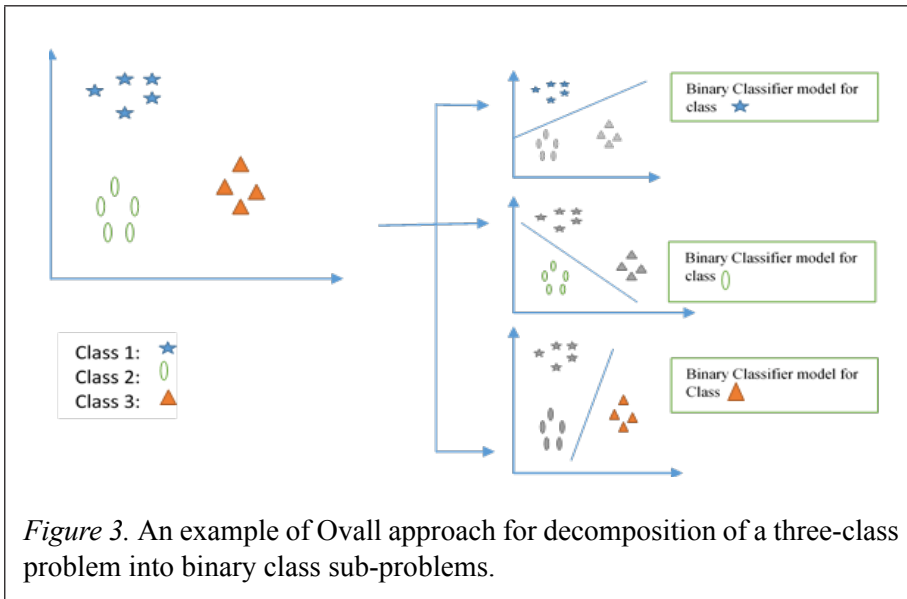 Class 1:
Class 2:
Class 3:
Binary Classifier model for
class
Binary Classifier model for
class
Binary Classifier model for
Class
Figure 3. An example of Ovall approach for decomposition of a three-class
problem into binary class sub-problems.